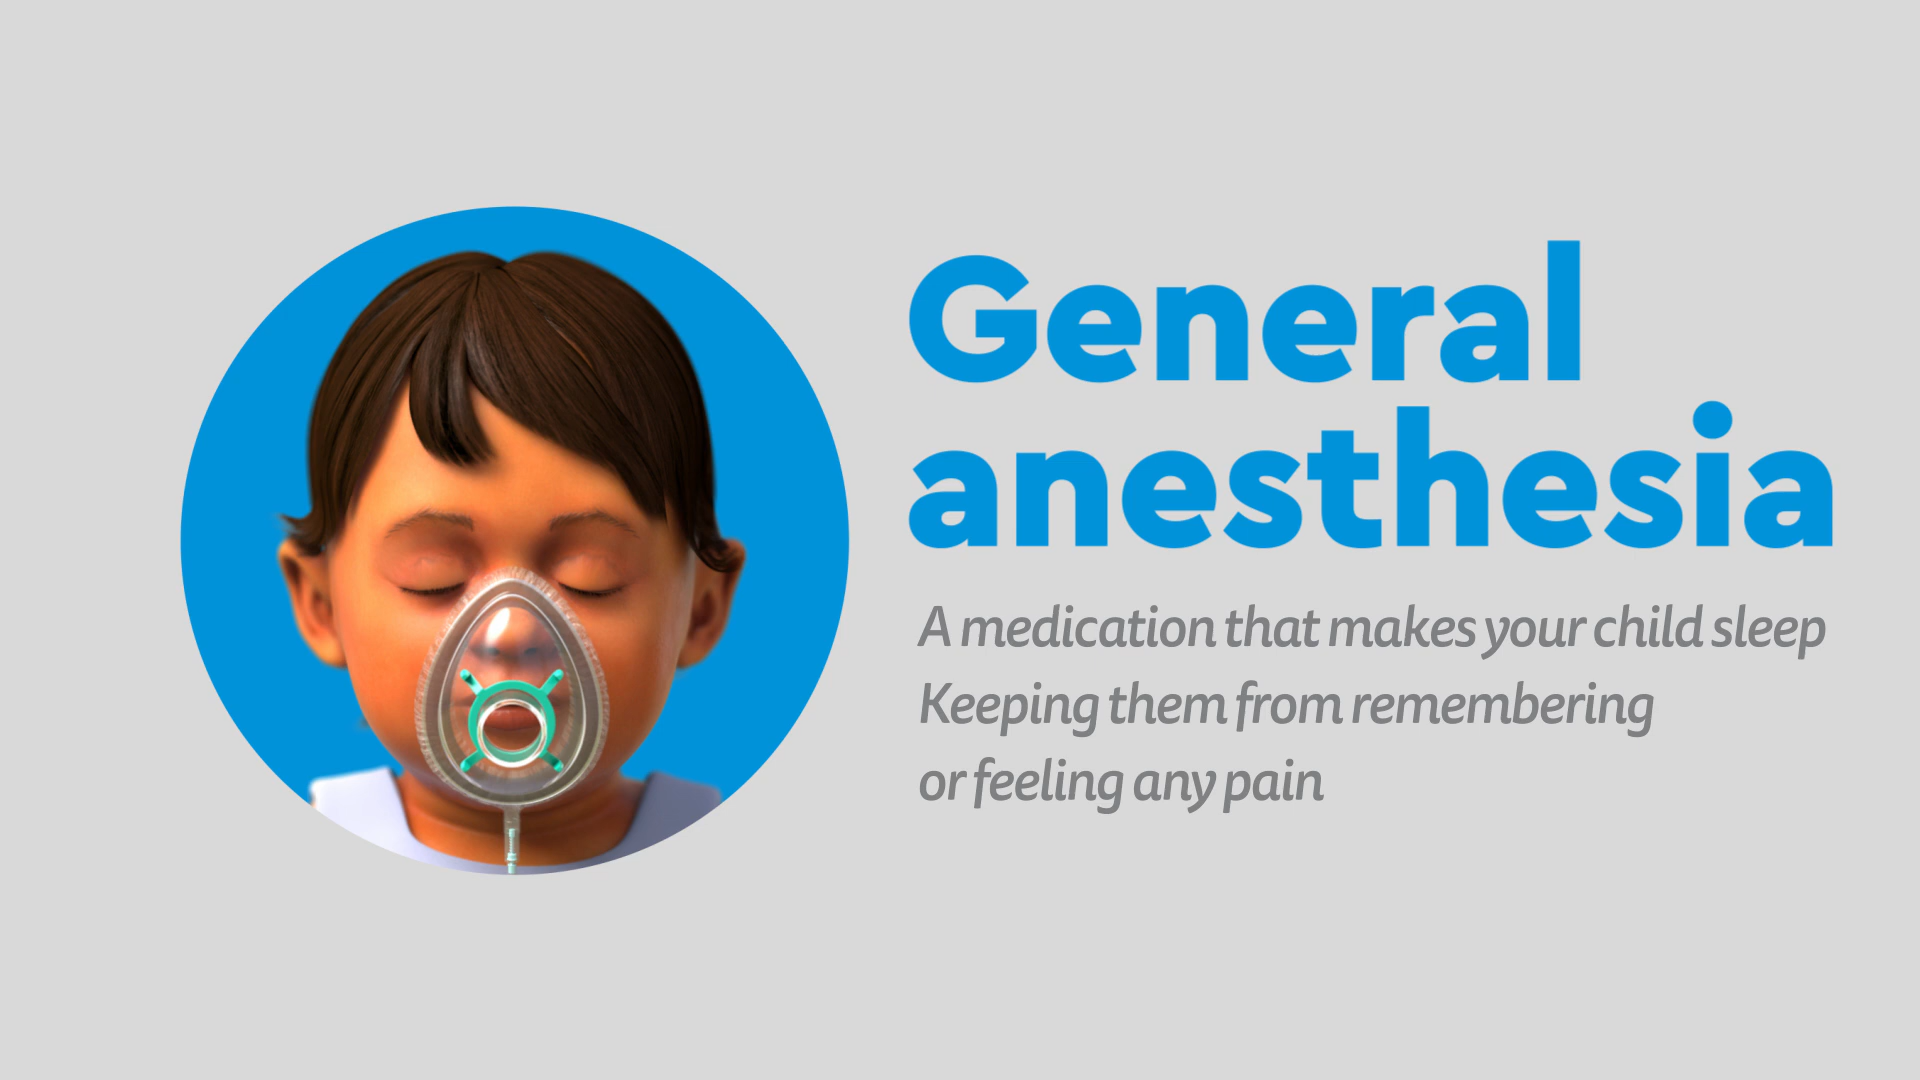 General
anesthesia
A medication that makes your child sleep
Keeping them from remembering
or feeling any pain